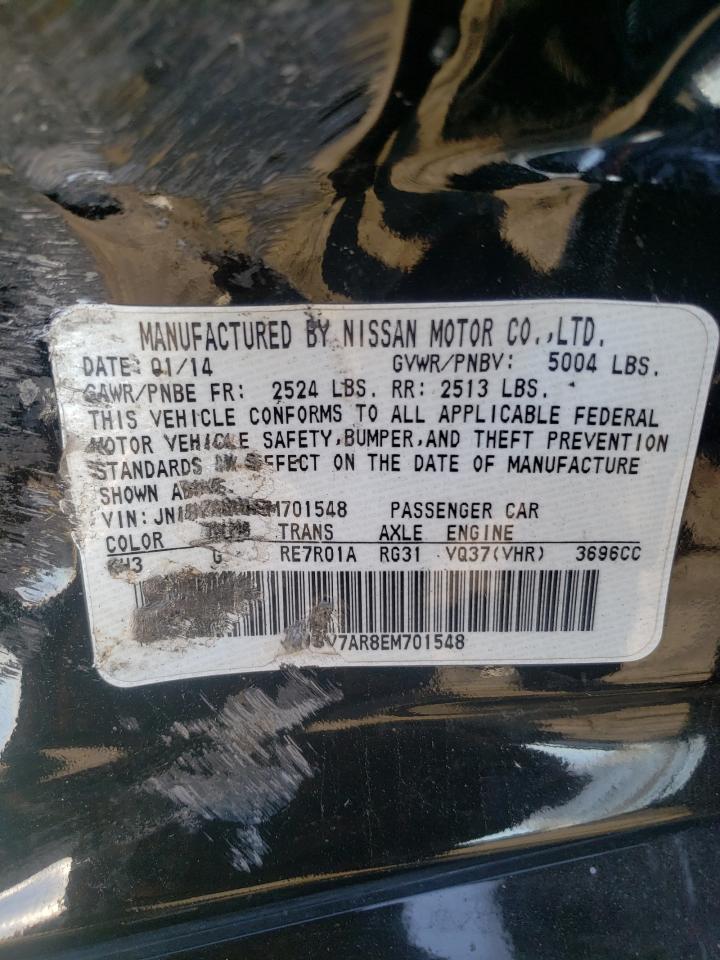 MANUFACTURED BY NISSAN MOTOR CO.,LTD.
DATE: 01/14 GVWR/PNBV: 5004 LBS.
GAWR/PNBE FR: 2524 LBS. RR: 2513 LBS.
THIS VEHICLE CONFORMS TO ALL APPLICABLE FEDERAL
MOTOR VEHICLE SAFETY,BUMPER,AND THEFT PREVENTION
STANDARDS IN EFFECT ON THE DATE OF MANUFACTURE
SHOWN ABOVE.
VIN: PASSENGER CAR
COLOR TRANS AXLE ENGINE
KH3 G RE7R01A RG31 VQ37(VHR) 3696CC
V7AR8EM701548